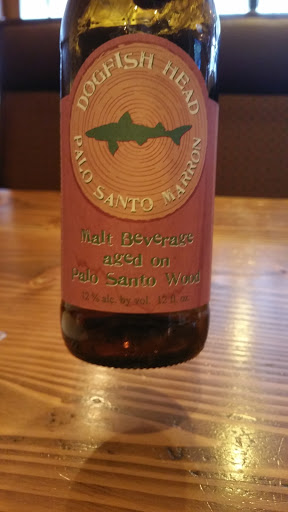 DOGFISH HEAD
PALO SANTO MARRON
Malt Beverage
aged on
Palo Santo Wood
12% alc. by vol. 12 fl oz